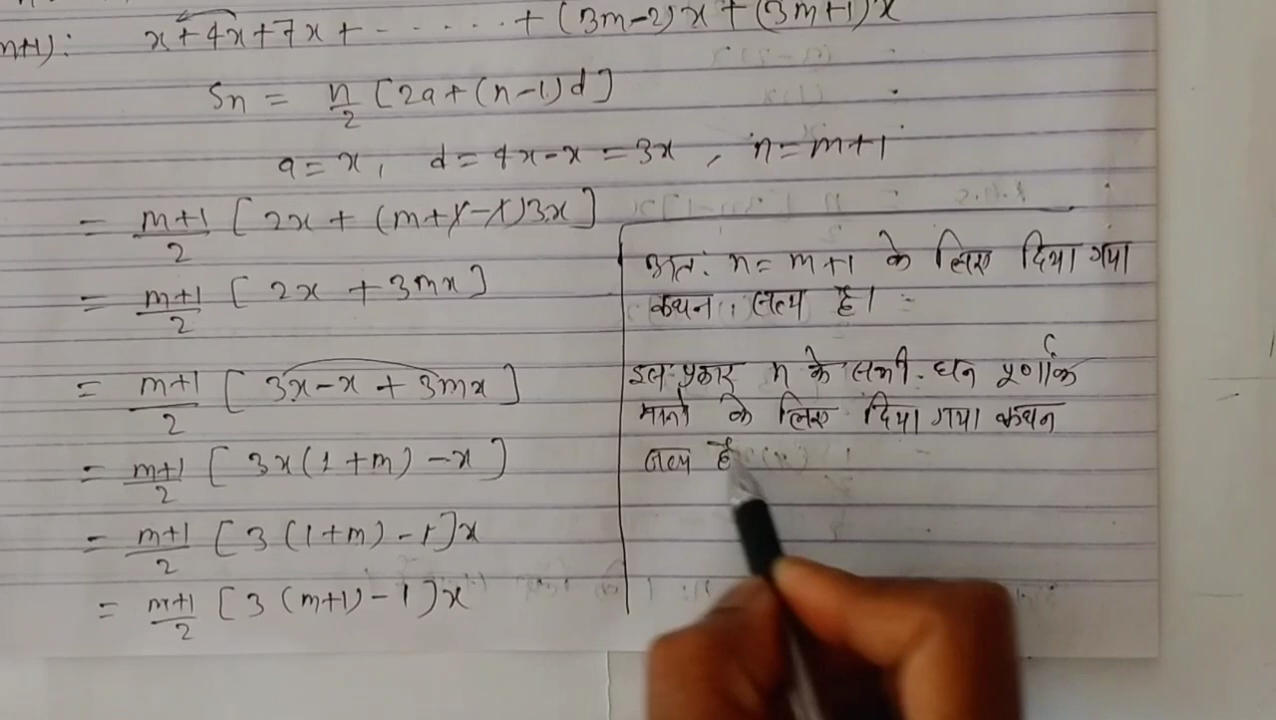 m+1): x+4x+7x+ - · · · · · + (3m-2)x + (3m+1)x
Sn = n/2 [2a+(n-1)d]
a = x, d = 4x-x = 3x, n = m+1
= m+1/2 [2x + (m+1-1)3x]
= m+1/2 [2x + 3mx]
= m+1/2 [3x-x + 3mx]
= m+1/2 [3x(1+m) -x]
= m+1/2 [3(1+m) -1]x
= m+1/2 [3(m+1)-1]x
अतः n = m+1 के लिए दिया गया
कथन सत्य है।
इस प्रकार n के सभी धन पूर्णांक
मानों के लिए दिया गया कथन
सत्य है